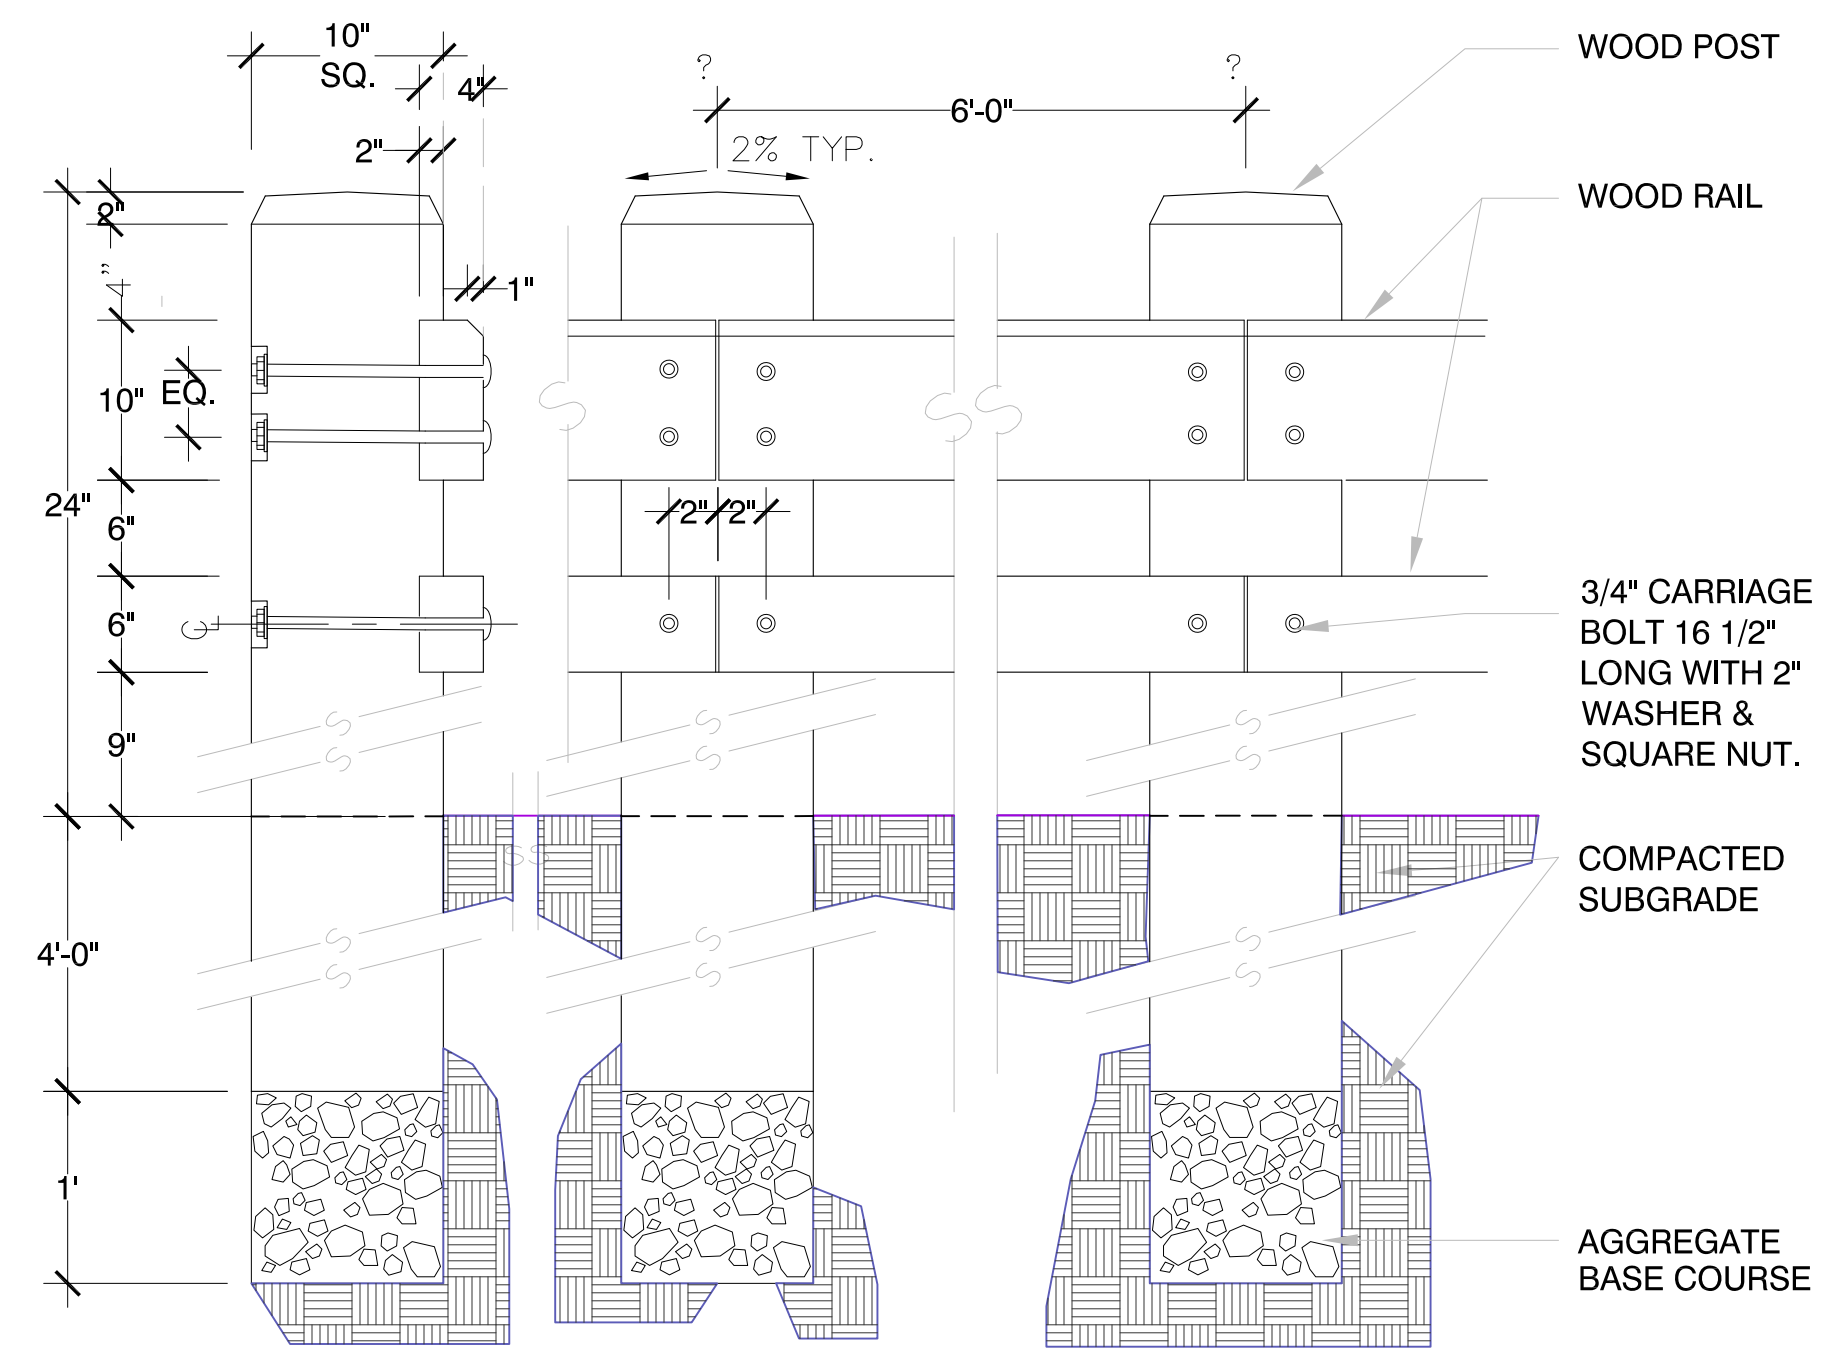 10"
SQ.
4"
2"
?
?
6'-0"
2% TYP.
WOOD POST
WOOD RAIL
2"
4"
1"
10"
EQ.
24"
6"
2"
2"
6"
C
L
9"
3/4" CARRIAGE
BOLT 16 1/2"
LONG WITH 2"
WASHER &
SQUARE NUT.
S
S S
S
S
S
S
S
S
S S
COMPACTED
SUBGRADE
4'-0"
S
S
S
S
S
S
1'
AGGREGATE
BASE COURSE